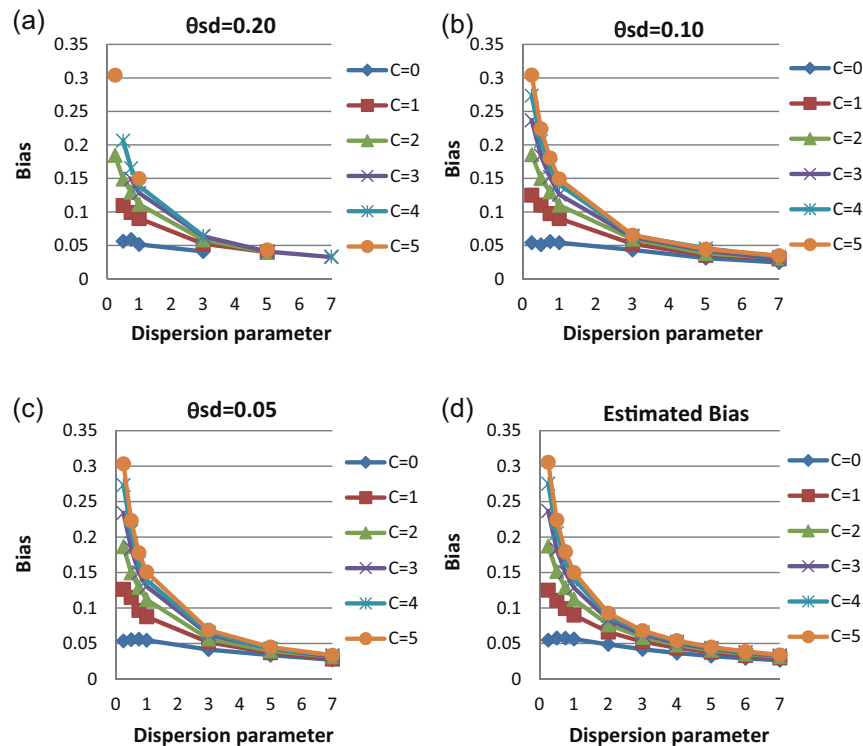 (a)
θsd=0.20
0.35
0.3
0.25
0.2
0.15
0.1
0.05
0
Bias
0 1 2 3 4 5 6 7
Dispersion parameter
C=0
C=1
C=2
C=3
C=4
C=5
(b)
θsd=0.10
0.35
0.3
0.25
0.2
0.15
0.1
0.05
0
Bias
0 1 2 3 4 5 6 7
Dispersion parameter
C=0
C=1
C=2
C=3
C=4
C=5
(c)
θsd=0.05
0.35
0.3
0.25
0.2
0.15
0.1
0.05
0
Bias
0 1 2 3 4 5 6 7
Dispersion parameter
C=0
C=1
C=2
C=3
C=4
C=5
(d)
Estimated Bias
0.35
0.3
0.25
0.2
0.15
0.1
0.05
0
Bias
0 1 2 3 4 5 6 7
Dispersion parameter
C=0
C=1
C=2
C=3
C=4
C=5